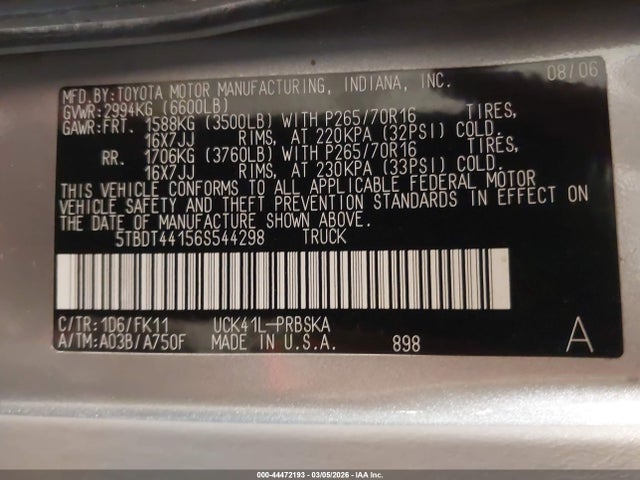 MFD.BY: TOYOTA MOTOR MANUFACTURING, INDIANA, INC. 08/06
GVWR: 2994KG (6600LB)
GAWR: FRT. 1588KG (3500LB) WITH P265/70R16 TIRES,
16X7JJ RIMS, AT 220KPA (32PSI) COLD.
RR. 1706KG (3760LB) WITH P265/70R16 TIRES,
16X7JJ RIMS, AT 230KPA (33PSI) COLD.
THIS VEHICLE CONFORMS TO ALL APPLICABLE FEDERAL MOTOR
VEHICLE SAFETY AND THEFT PREVENTION STANDARDS IN EFFECT ON
THE DATE OF MANUFACTURE SHOWN ABOVE.
5TBDT44156S544298 TRUCK
C/TR: 1D6/FK11 UCK41L-PRBSKA
A/TM: A03B/A750F MADE IN U.S.A. 898 A
000-44472193 - 03/05/2026 - IAA Inc.